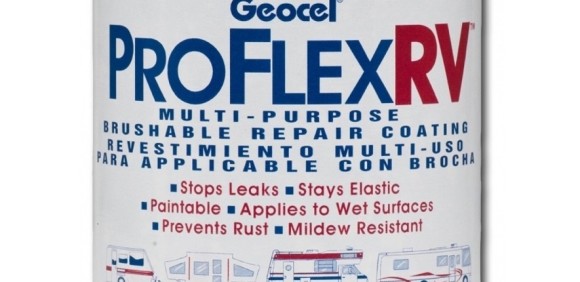 Geocel®
PROFLEXRV™
MULTI-PURPOSE
BRUSHABLE REPAIR COATING
REVESTIMIENTO MULTI-USO
PARA APPLICABLE CON BROCHA
▪Stops Leaks ▪Stays Elastic
▪Paintable ▪Applies to Wet Surfaces
▪Prevents Rust ▪Mildew Resistant